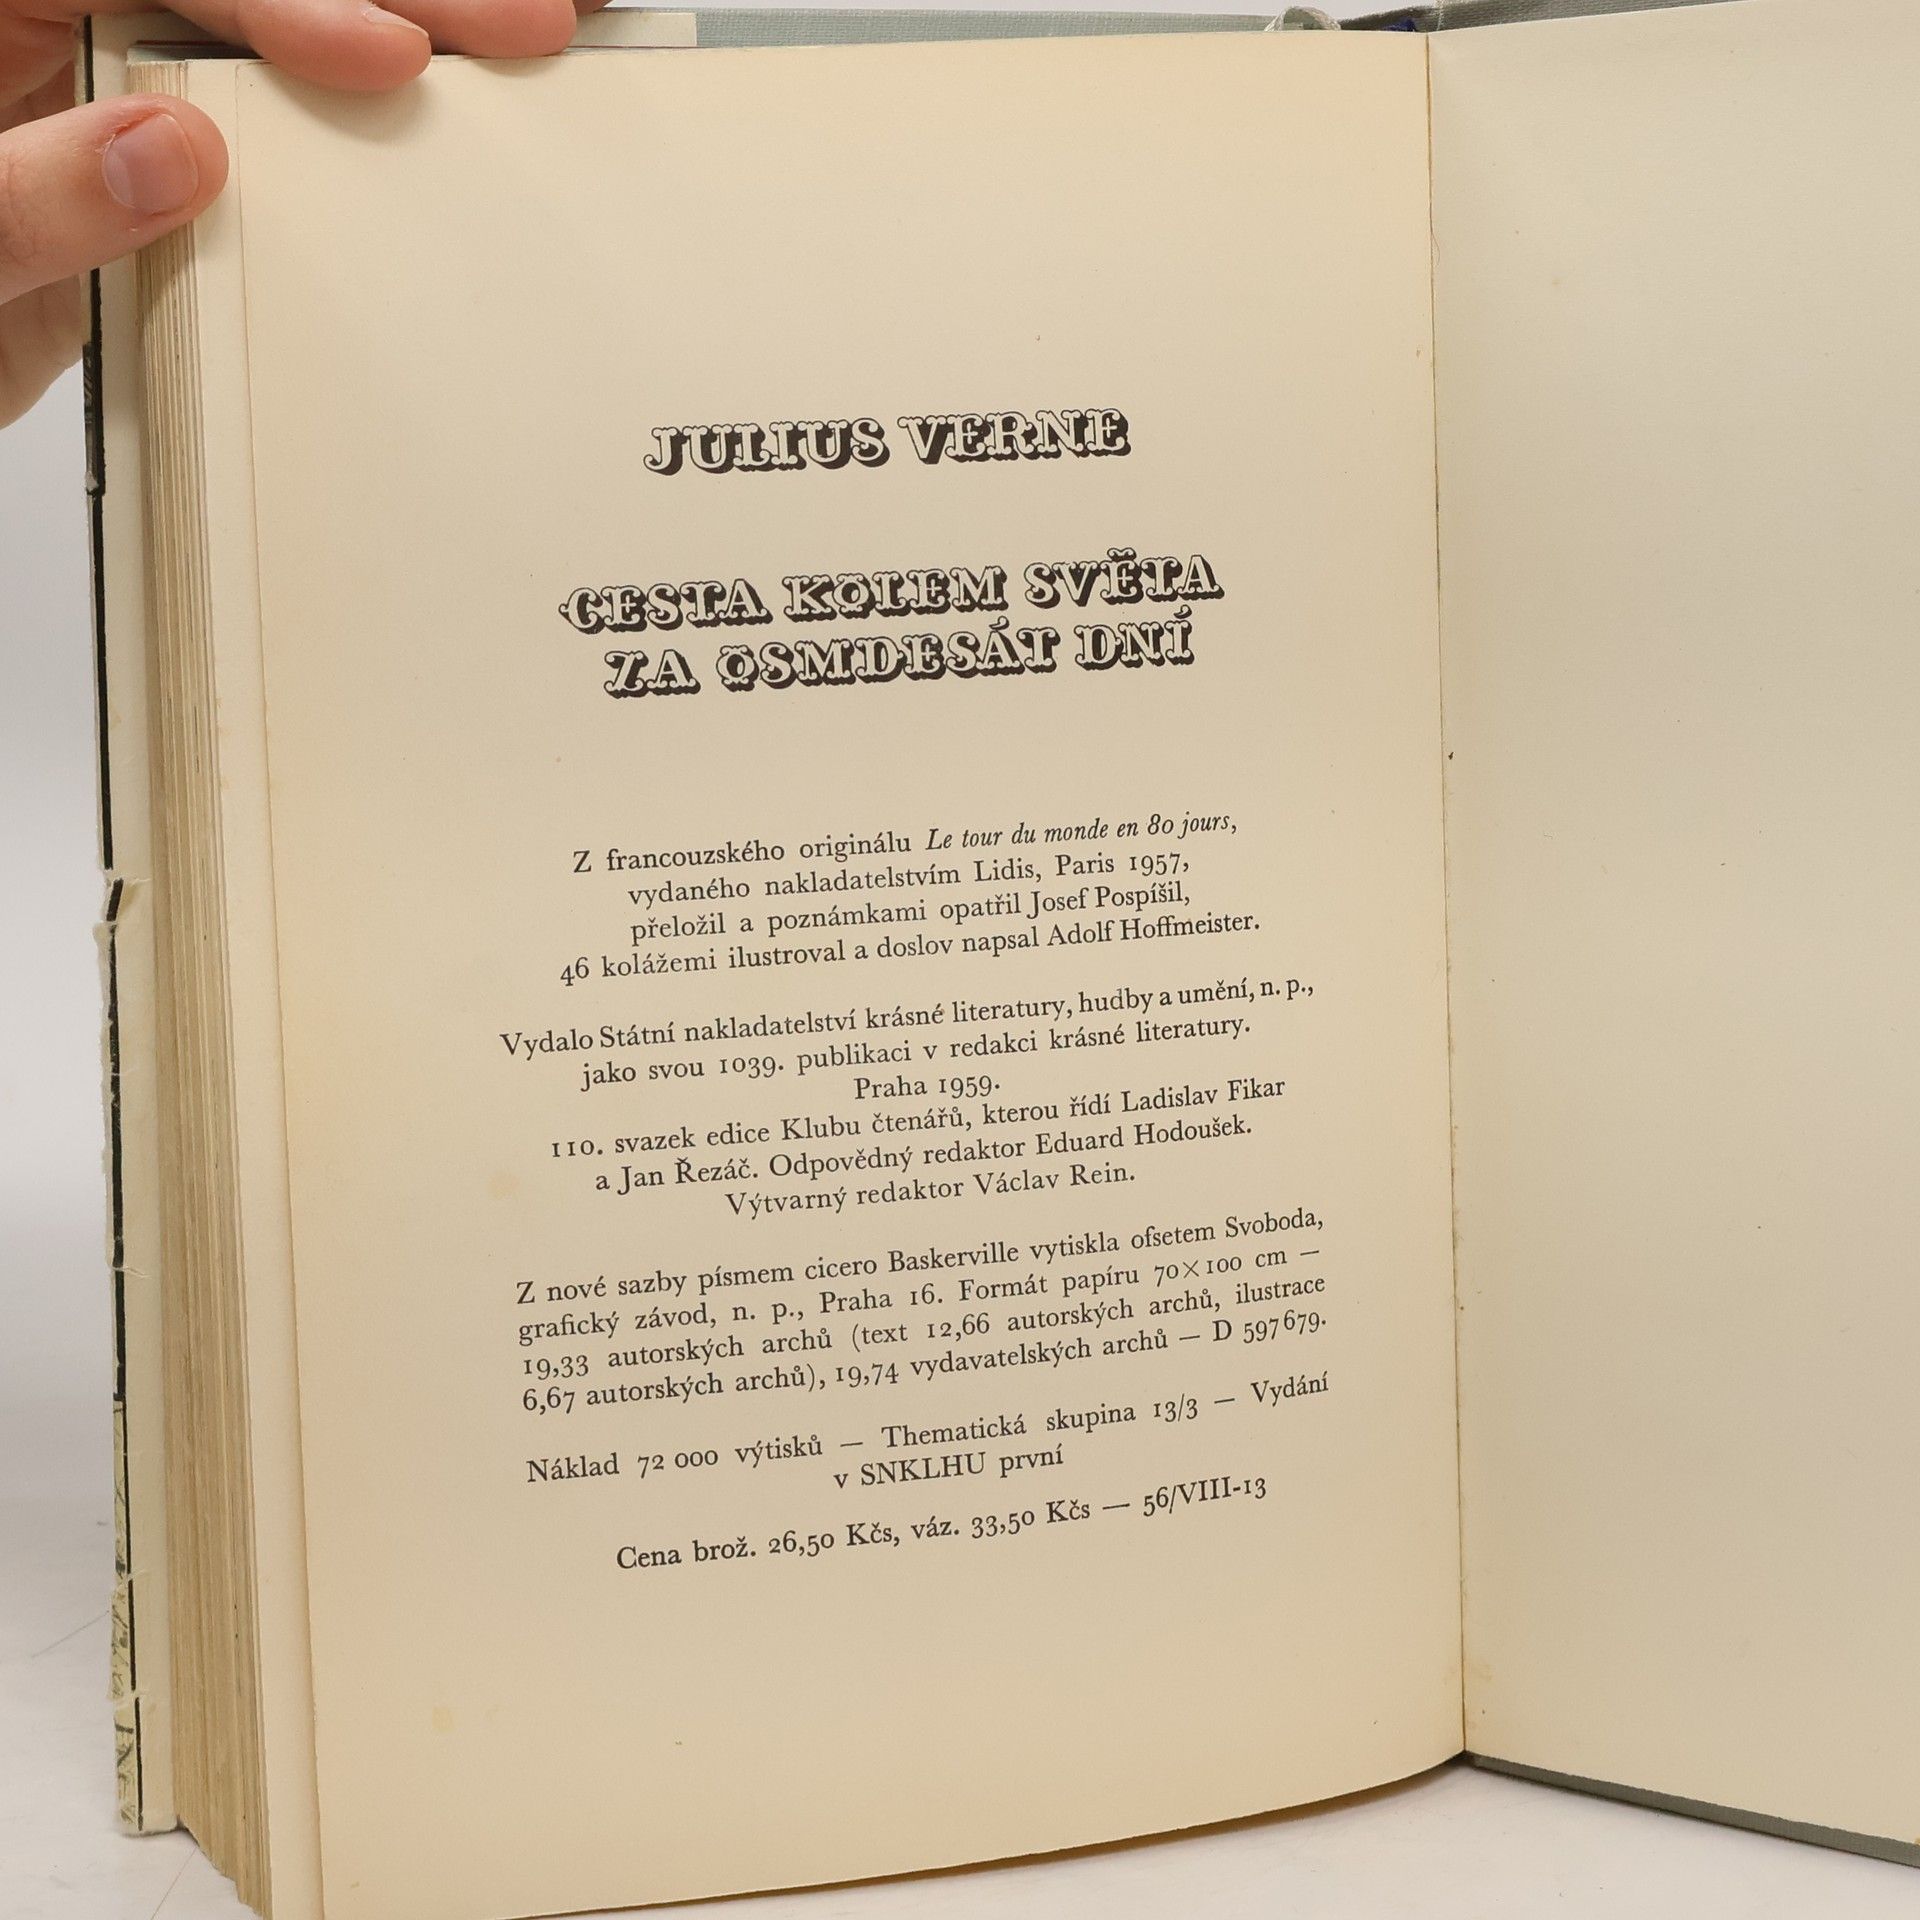 JULIUS VERNE
CESTA KOLEM SVĚTA
ZA OSMDESÁT DNÍ
Z francouzského originálu Le tour du monde en 80 jours,
vydaného nakladatelstvím Lidis, Paris 1957,
přeložil a poznámkami opatřil Josef Pospíšil,
46 kolážemi ilustroval a doslov napsal Adolf Hoffmeister.
Vydalo Státní nakladatelství krásné literatury, hudby a umění, n. p.,
jako svou 1039. publikaci v redakci krásné literatury.
Praha 1959.
110. svazek edice Klubu čtenářů, kterou řídí Ladislav Fikar
a Jan Řezáč. Odpovědný redaktor Eduard Hodoušek.
Výtvarný redaktor Václav Rein.
Z nové sazby písmem cicero Baskerville vytiskla ofsetem Svoboda,
grafický závod, n. p., Praha 16. Formát papíru 70×100 cm —
19,33 autorských archů (text 12,66 autorských archů, ilustrace
6,67 autorských archů), 19,74 vydavatelských archů — D 597679.
Náklad 72 000 výtisků — Thematická skupina 13/3 — Vydání
v SNKLHU první
Cena brož. 26,50 Kčs, váz. 33,50 Kčs — 56/VIII-13